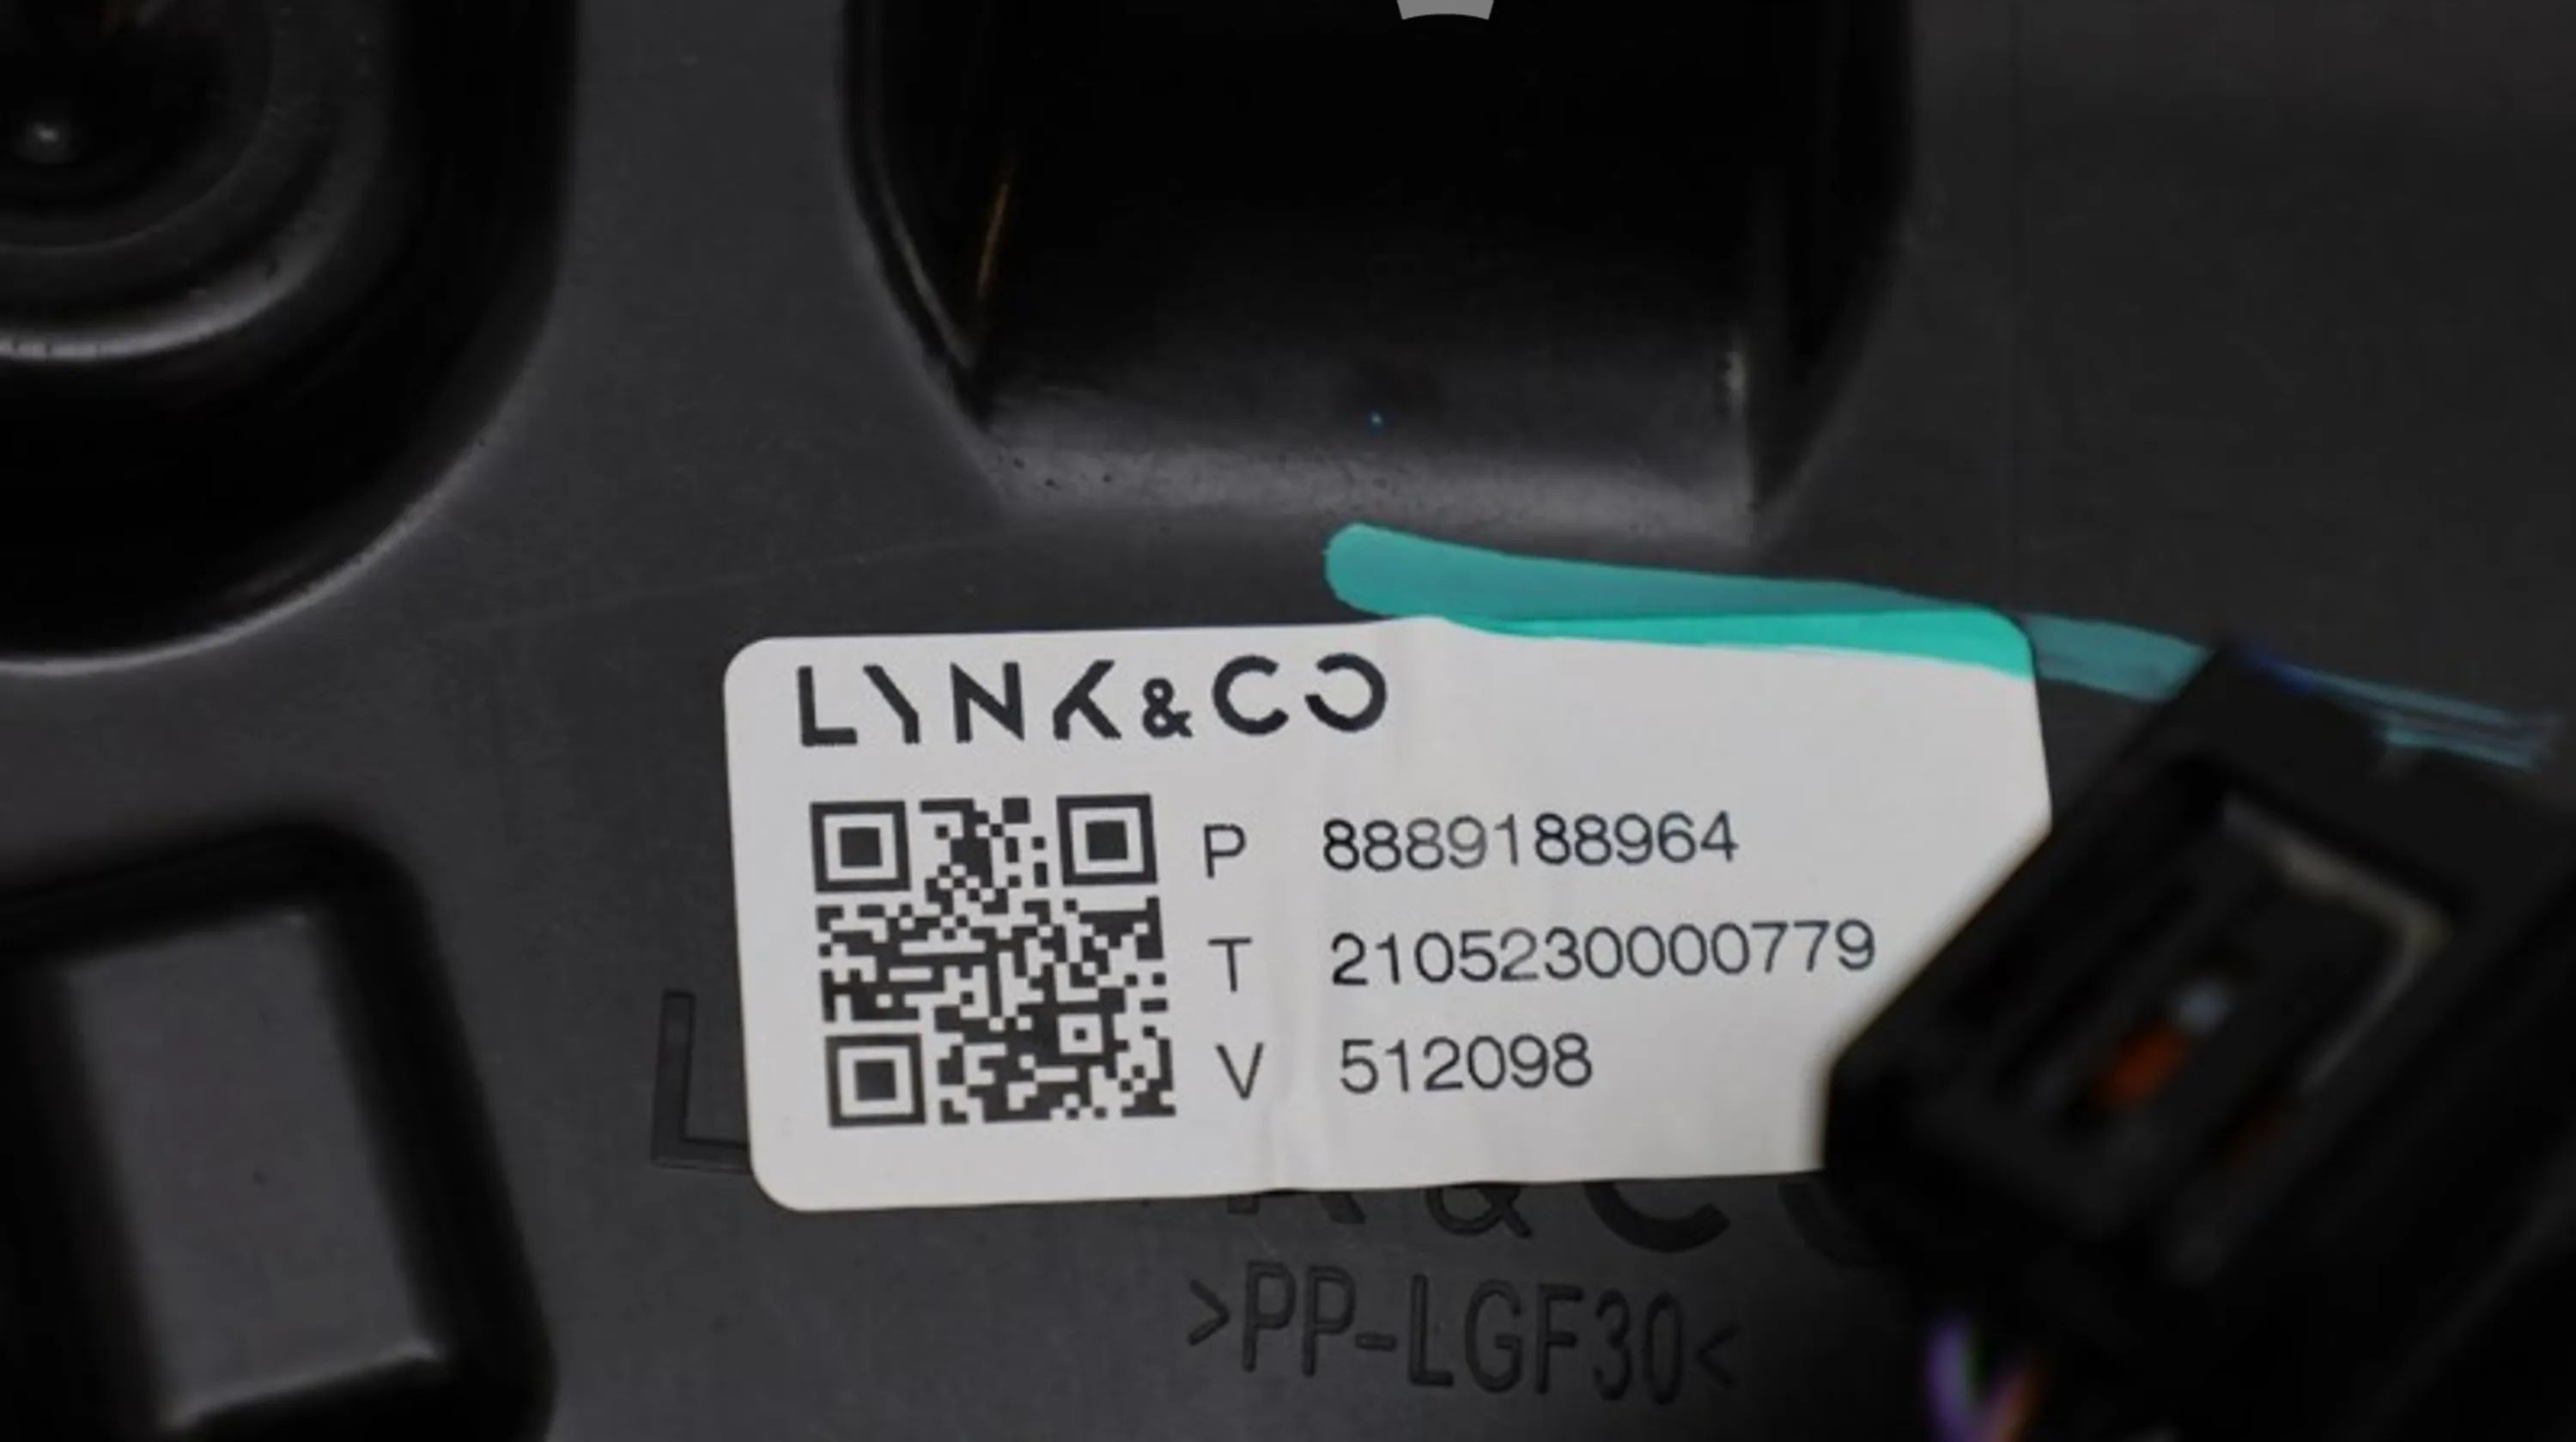 LYNK & CO
P 8889188964
T 2105230000779
V 512098
L K & C
>PP-LGF30<